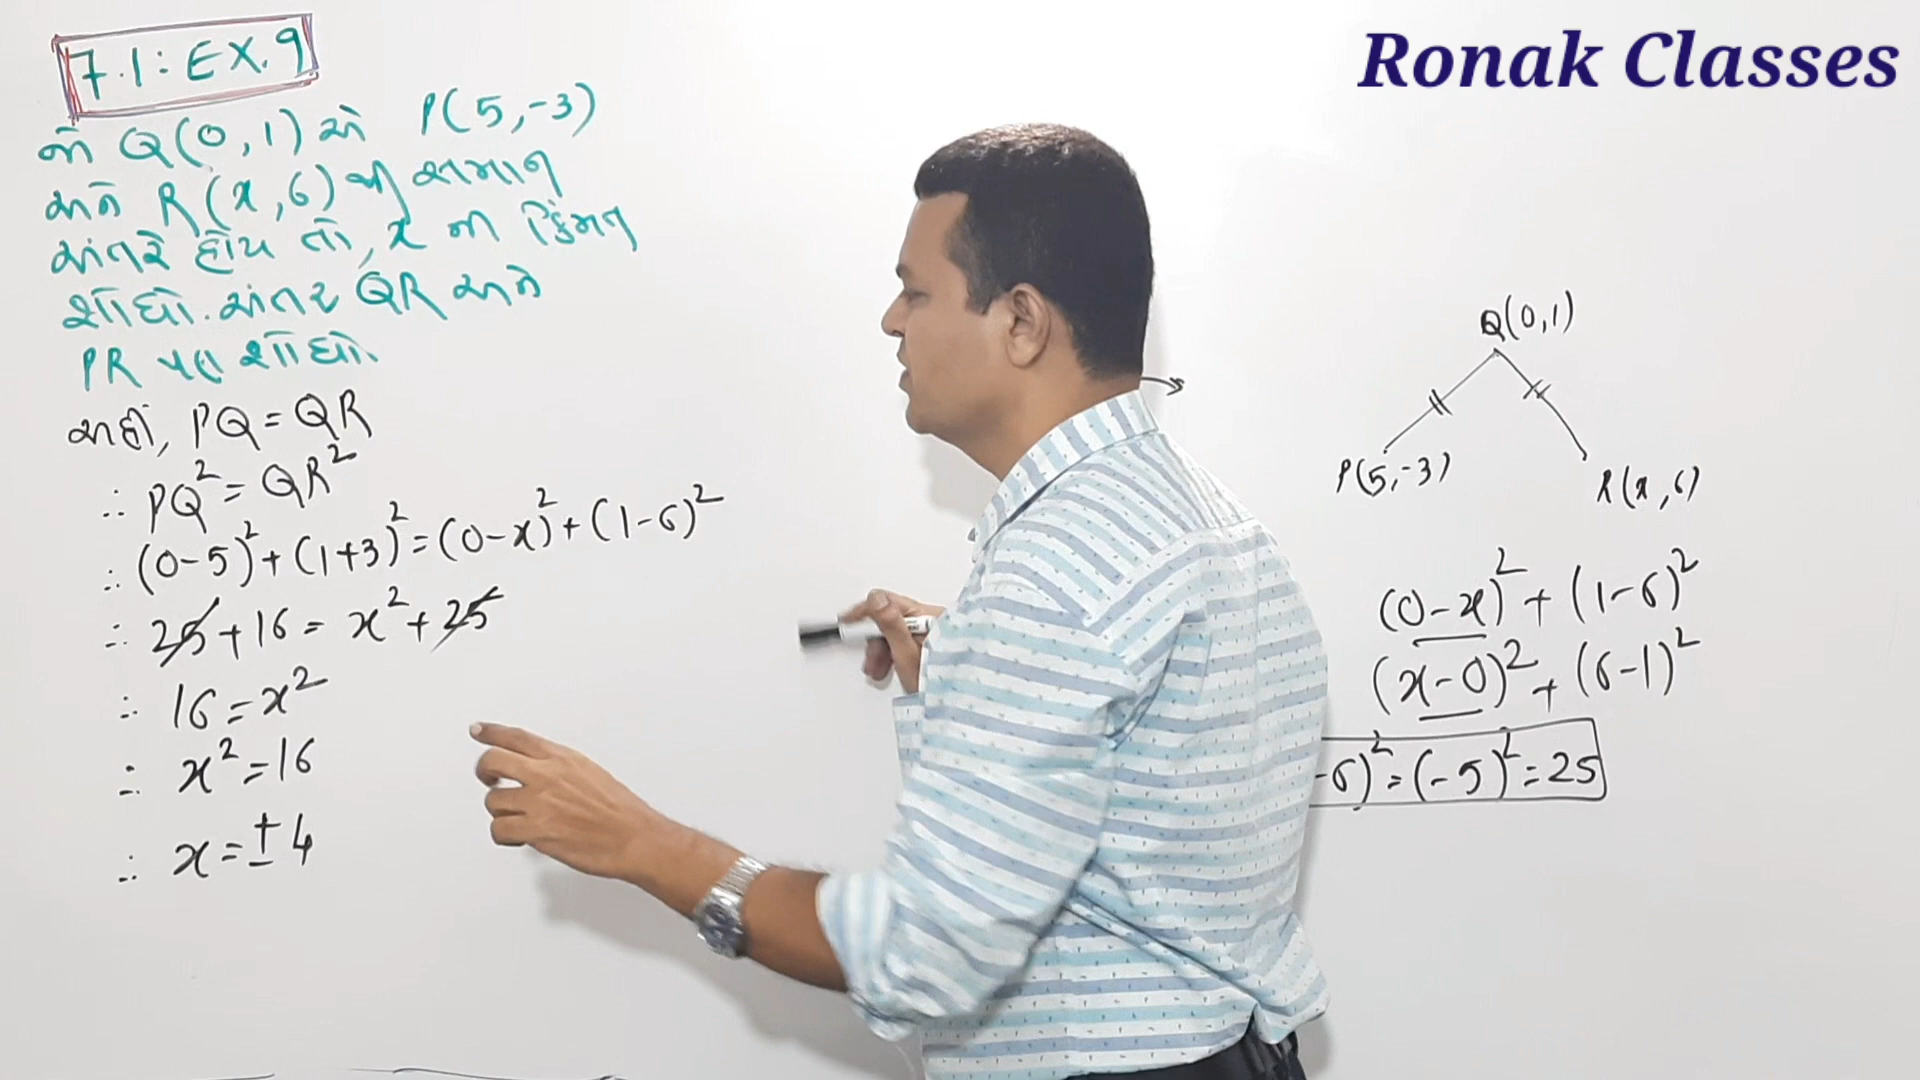 7.1: EX.9
જો Q(0,1) એ P(5,-3)
અને R(x,6) થી સમાન
અંતરે હોય તો, x ની કિંમત
શોધો. અંતર QR અને
PR પણ શોધો.
અહીં, PQ = QR
∴ PQ² = QR²
∴ (0-5)² + (1+3)² = (0-x)² + (1-6)²
∴ 25 + 16 = x² + 25
∴ 16 = x²
∴ x² = 16
∴ x = ± 4
Ronak Classes
Q(0,1)
P(5,-3)
R(x,6)
(0-x)² + (1-6)²
(x-0)² + (6-1)²
-6)² = (-5)² = 25